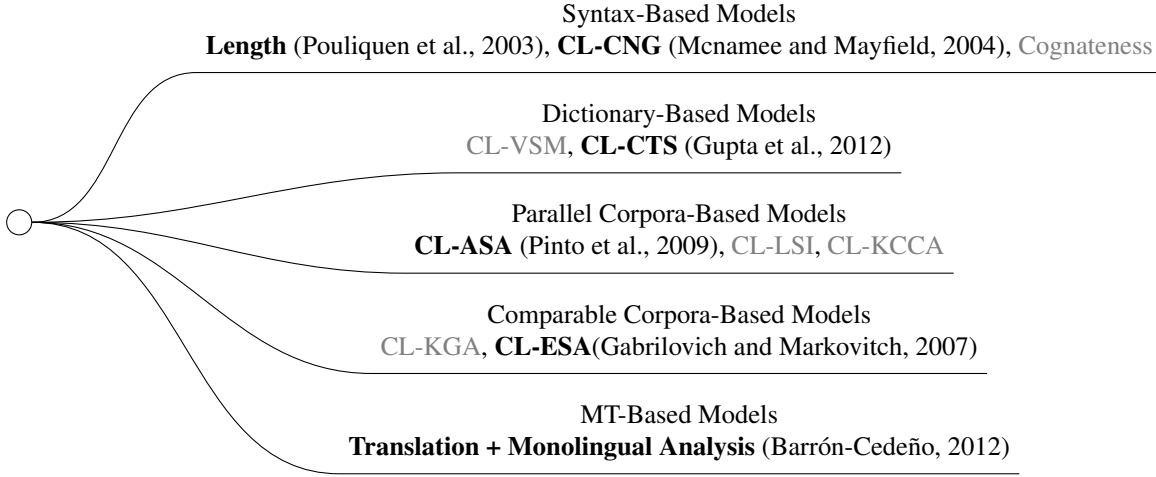 Syntax-Based Models
Length (Pouliquen et al., 2003), CL-CNG (Mcnamee and Mayfield, 2004), Cognateness
Dictionary-Based Models
CL-VSM, CL-CTS (Gupta et al., 2012)
Parallel Corpora-Based Models
CL-ASA (Pinto et al., 2009), CL-LSI, CL-KCCA
Comparable Corpora-Based Models
CL-KGA, CL-ESA(Gabrilovich and Markovitch, 2007)
MT-Based Models
Translation + Monolingual Analysis (Barrón-Cedeño, 2012)